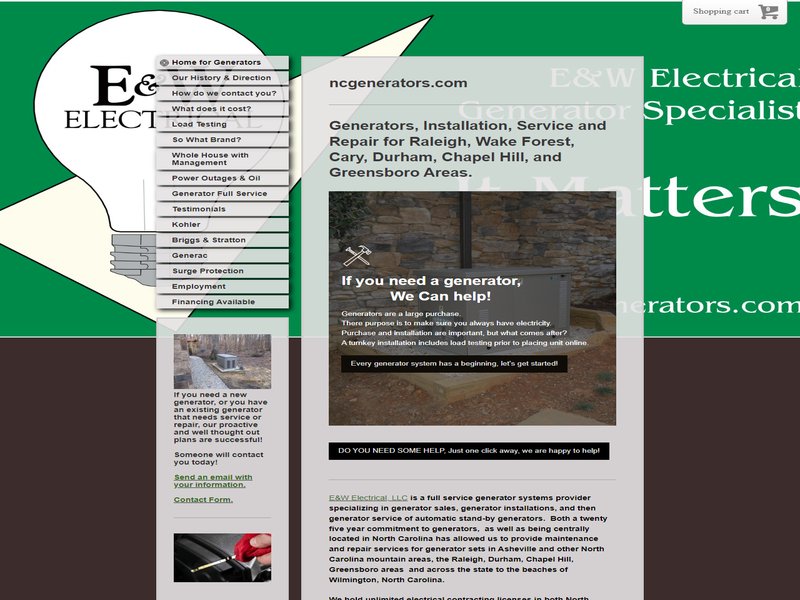 Shopping cart
0
E&W
ELECTRICAL
E&W Electrical
Generator Specialist
It Matters
nerators.com
Home for Generators
Our History & Direction
How do we contact you?
What does it cost?
Load Testing
So What Brand?
Whole House with
Management
Power Outages & Oil
Generator Full Service
Testimonials
Kohler
Briggs & Stratton
Generac
Surge Protection
Employment
Financing Available
If you need a new
generator, or you have
an existing generator
that needs service or
repair, our proactive
and well thought out
plans are successful!
Someone will contact
you today!
Send an email with
your information.
Contact Form.
ncgenerators.com
Generators, Installation, Service and
Repair for Raleigh, Wake Forest,
Cary, Durham, Chapel Hill, and
Greensboro Areas.
If you need a generator,
We Can help!
Generators are a large purchase.
There purpose is to make sure you always have electricity.
Purchase and installation are important, but what comes after?
A turnkey installation includes load testing prior to placing unit online.
Every generator system has a beginning, let's get started!
DO YOU NEED SOME HELP, Just one click away, we are happy to help!
E&W Electrical, LLC is a full service generator systems provider
specializing in generator sales, generator installations, and then
generator service of automatic stand-by generators. Both a twenty
five year commitment to generators, as well as being centrally
located in North Carolina has allowed us to provide maintenance
and repair services for generator sets in Asheville and other North
Carolina mountain areas, the Raleigh, Durham, Chapel Hill,
Greensboro areas and across the state to the beaches of
Wilmington, North Carolina.
We hold unlimited electrical contracting licenses in both North